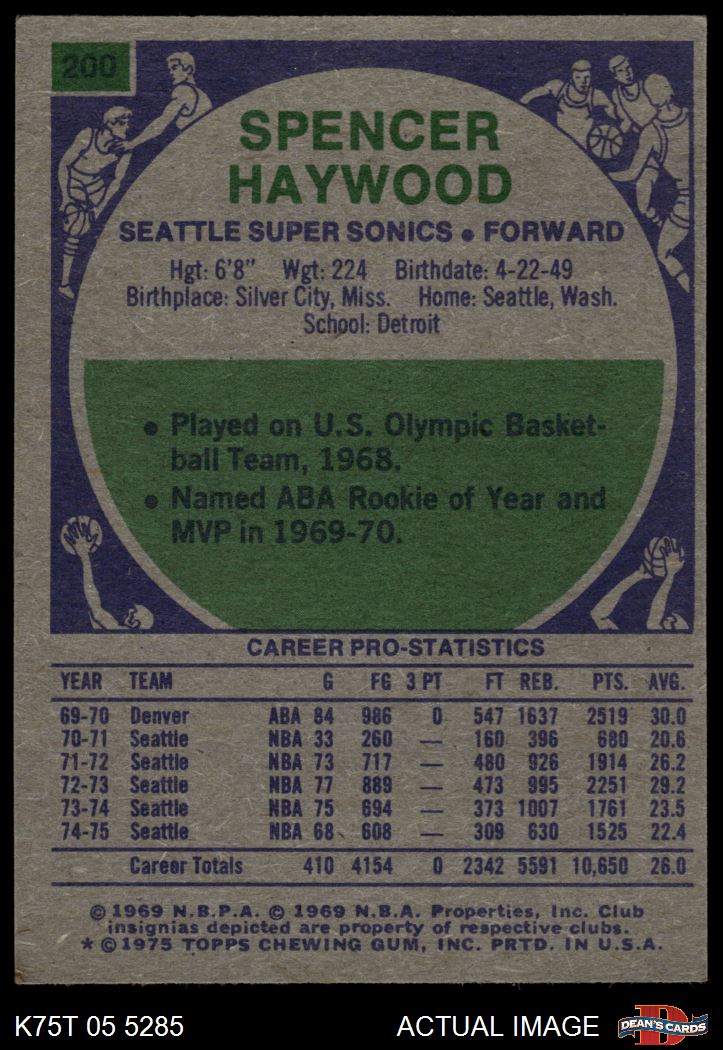 200
SPENCER
HAYWOOD
SEATTLE SUPER SONICS • FORWARD
Hgt: 6'8" Wgt: 224 Birthdate: 4-22-49
Birthplace: Silver City, Miss. Home: Seattle, Wash.
School: Detroit
• Played on U.S. Olympic Basket-
ball Team, 1968.
• Named ABA Rookie of Year and
MVP in 1969-70.
CAREER PRO-STATISTICS
YEAR TEAM G FG 3 PT FT REB. PTS. AVG.
69-70 Denver ABA 84 986 0 547 1637 2519 30.0
70-71 Seattle NBA 33 260 — 160 396 680 20.6
71-72 Seattle NBA 73 717 — 480 926 1914 26.2
72-73 Seattle NBA 77 889 — 473 995 2251 29.2
73-74 Seattle NBA 75 694 — 373 1007 1761 23.5
74-75 Seattle NBA 68 608 — 309 630 1525 22.4
Career Totals 410 4154 0 2342 5591 10,650 26.0
© 1969 N.B.P.A. © 1969 N.B.A. Properties, Inc. Club
insignias depicted are property of respective clubs.
* © 1975 TOPPS CHEWING GUM, INC. PRTD. IN U.S.A.
K75T 05 5285 ACTUAL IMAGE DEAN'S CARDS